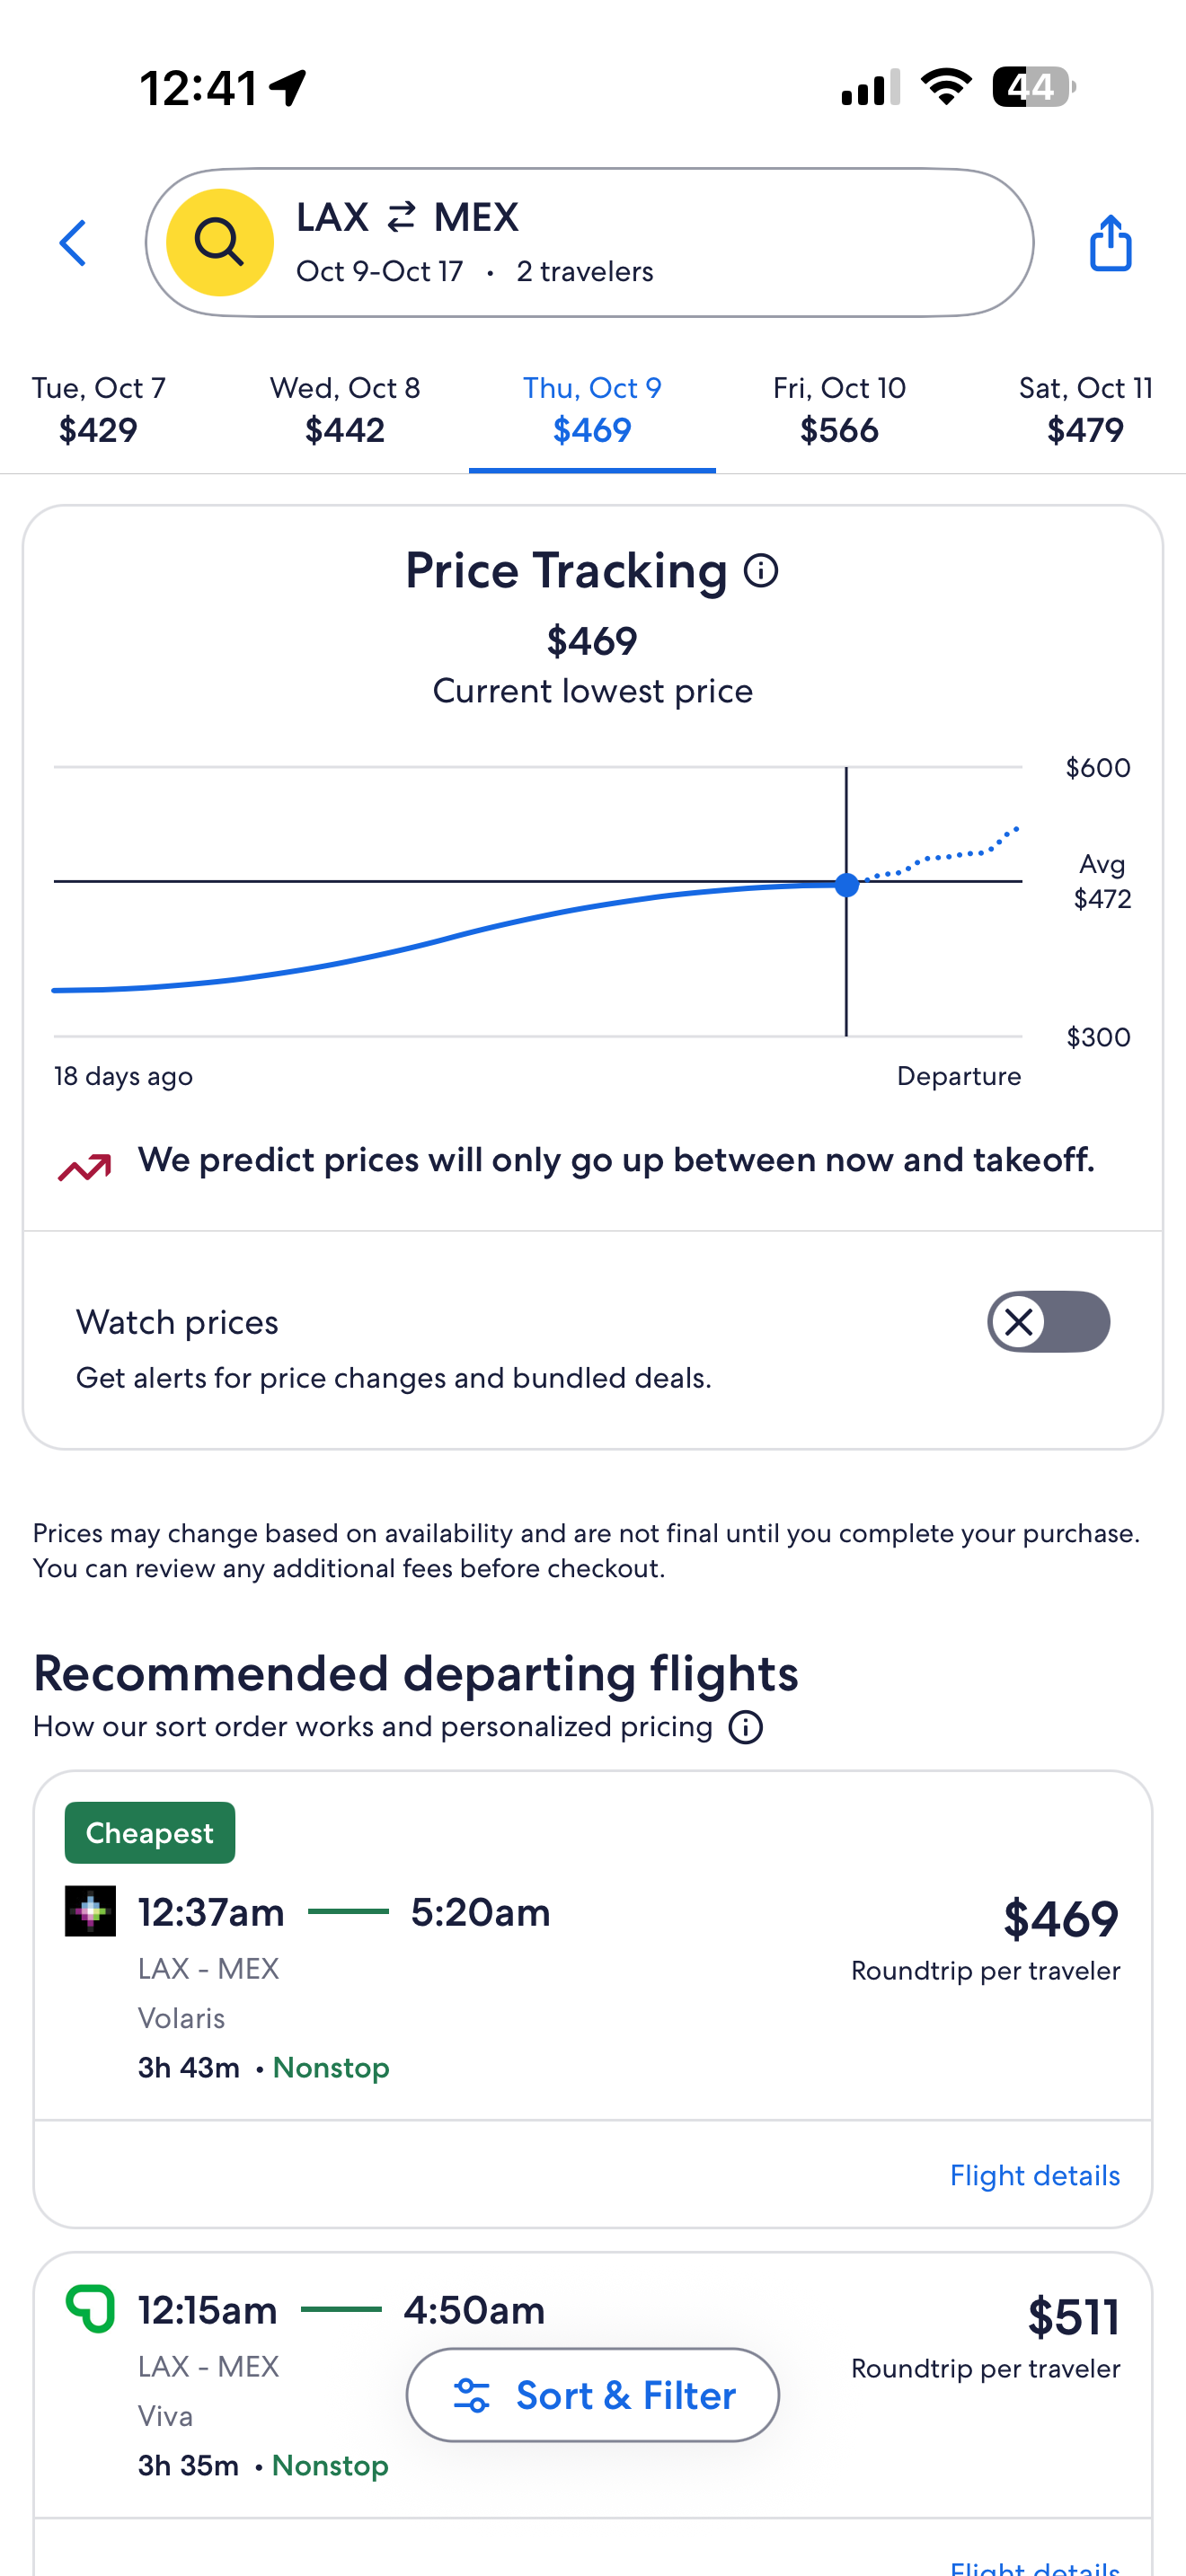 12:41
44
LAX ⇄ MEX
Oct 9-Oct 17 • 2 travelers
Tue, Oct 7
$429
Wed, Oct 8
$442
Thu, Oct 9
$469
Fri, Oct 10
$566
Sat, Oct 11
$479
Price Tracking
$469
Current lowest price
$600
Avg
$472
$300
18 days ago
Departure
We predict prices will only go up between now and takeoff.
Watch prices
Get alerts for price changes and bundled deals.
Prices may change based on availability and are not final until you complete your purchase.
You can review any additional fees before checkout.
Recommended departing flights
How our sort order works and personalized pricing
Cheapest
12:37am — 5:20am
$469
LAX - MEX
Roundtrip per traveler
Volaris
3h 43m • Nonstop
Flight details
12:15am — 4:50am
$511
LAX - MEX
Roundtrip per traveler
Viva
Sort & Filter
3h 35m • Nonstop
Flight details